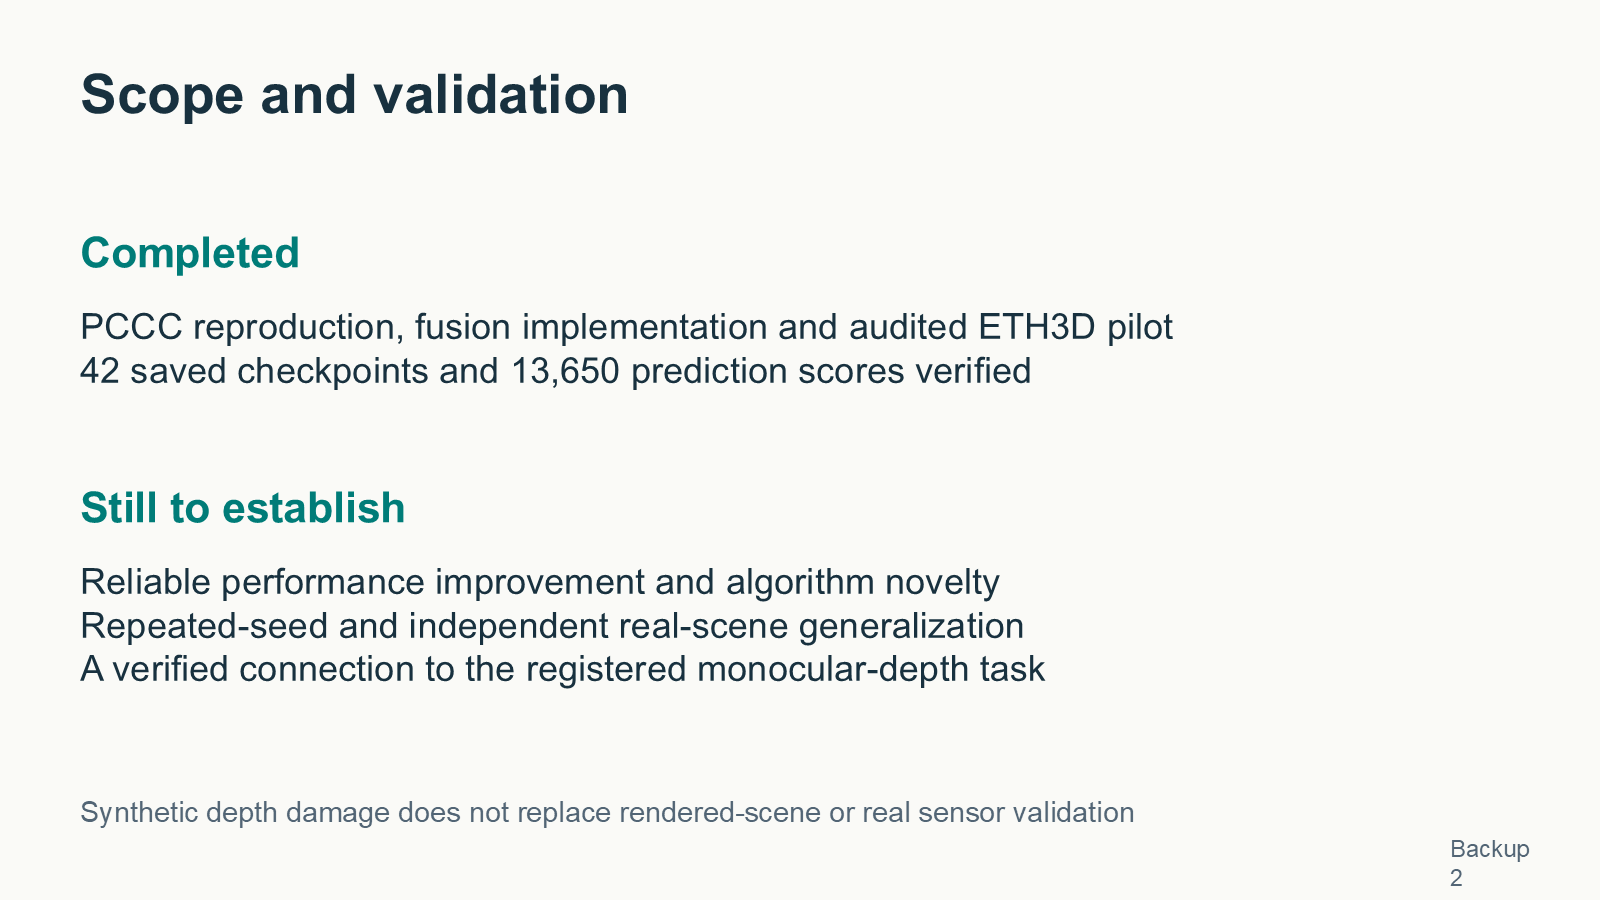 Scope and validation
Completed
PCCC reproduction, fusion implementation and audited ETH3D pilot
42 saved checkpoints and 13,650 prediction scores verified
Still to establish
Reliable performance improvement and algorithm novelty
Repeated-seed and independent real-scene generalization
A verified connection to the registered monocular-depth task
Synthetic depth damage does not replace rendered-scene or real sensor validation
Backup
2